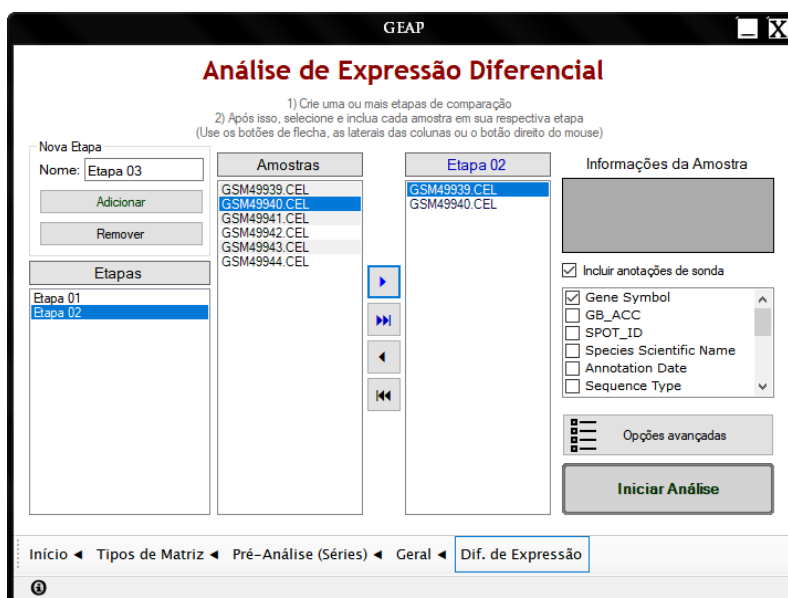 GEAP
Análise de Expressão Diferencial
1) Crie uma ou mais etapas de comparação
2) Após isso, selecione e inclua cada amostra em sua respectiva etapa
(Use os botões de flecha, as laterais das colunas ou o botão direito do mouse)
Nova Etapa
Nome: Etapa 03
Adicionar
Remover
Etapas
Etapa 01
Etapa 02
Amostras
GSM49939.CEL
GSM49940.CEL
GSM49941.CEL
GSM49942.CEL
GSM49943.CEL
GSM49944.CEL
Etapa 02
GSM49939.CEL
GSM49940.CEL
Informações da Amostra
Incluir anotações de sonda
Gene Symbol
GB_ACC
SPOT_ID
Species Scientific Name
Annotation Date
Sequence Type
Opções avançadas
Iniciar Análise
Início ◄ Tipos de Matriz ◄ Pré-Análise (Séries) ◄ Geral ◄ Dif. de Expressão